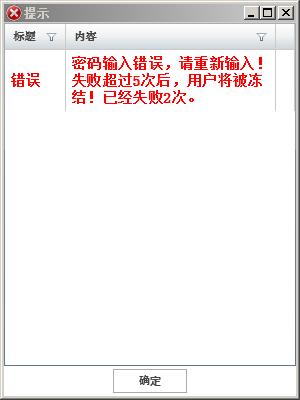 提示
标题 内容
错误
密码输入错误，请重新输入！
失败超过5次后，用户将被冻
结！已经失败2次。
确定